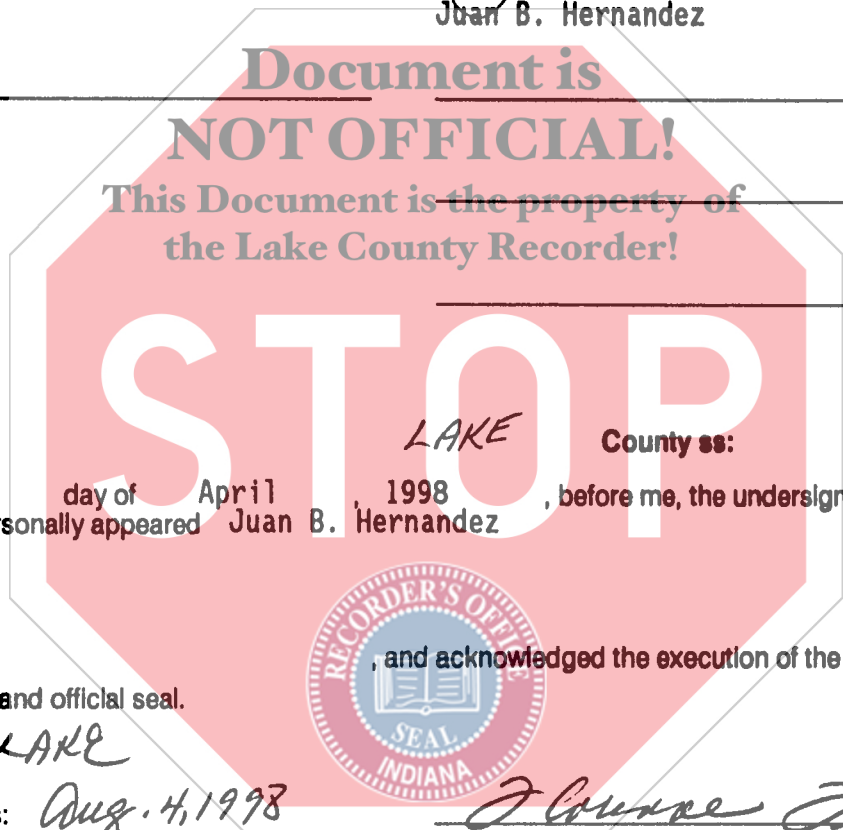 Juan B. Hernandez
Document is
NOT OFFICIAL!
This Document is the property of
the Lake County Recorder!
STOP
LAKE County ss:
day of April , 1998 , before me, the undersign
sonally appeared Juan B. Hernandez
, and acknowledged the execution of the
and official seal.
LAKE
RECORDER'S OFFICE
SEAL
INDIANA
: Aug. 4, 1998